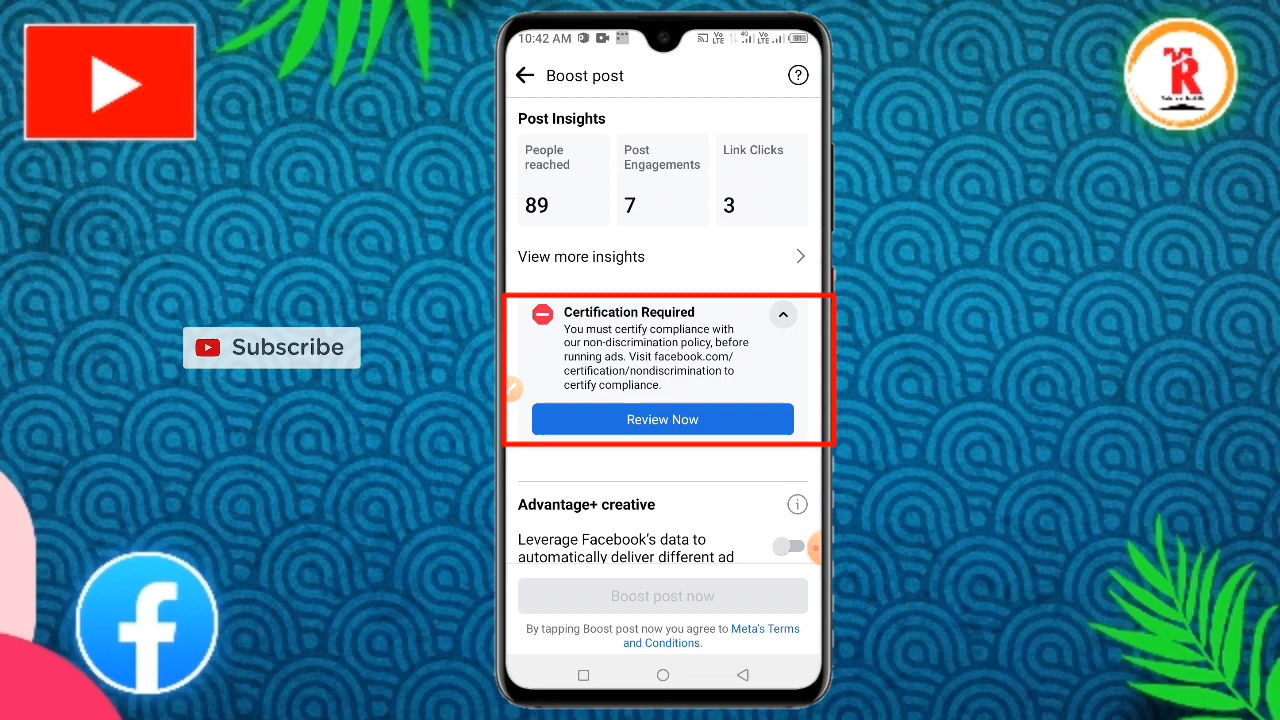 10:42 AM
Boost post
Post Insights
People reached
89
Post Engagements
7
Link Clicks
3
View more insights
Certification Required
You must certify compliance with
our non-discrimination policy, before
running ads. Visit facebook.com/
certification/nondiscrimination to
certify compliance.
Review Now
Advantage+ creative
Leverage Facebook's data to
automatically deliver different ad
Boost post now
By tapping Boost post now you agree to Meta's Terms
and Conditions.
Subscribe
TR